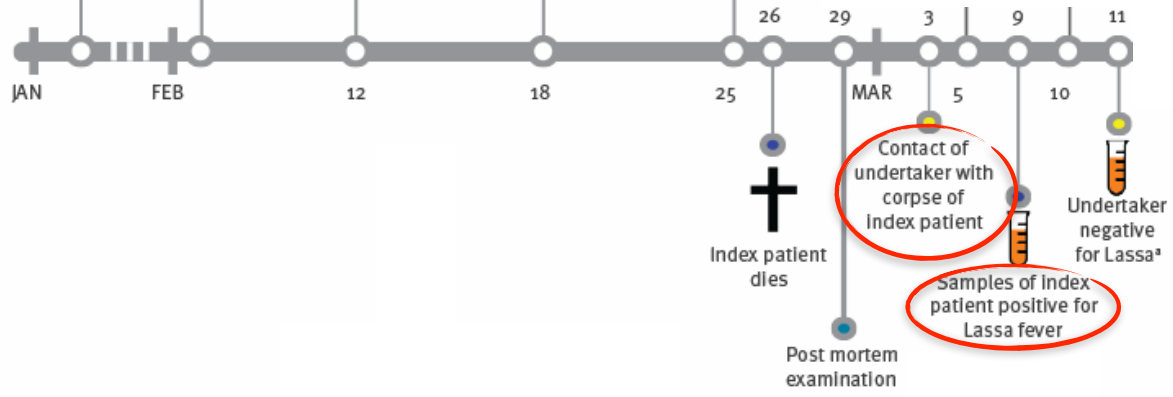 26 29 3 9 11
JAN FEB 12 18 25 MAR 5 10
Contact of
undertaker with
corpse of
index patient
Undertaker
negative
for Lassaª
Index patient
dies
Samples of index
patient positive for
Lassa fever
Post mortem
examination